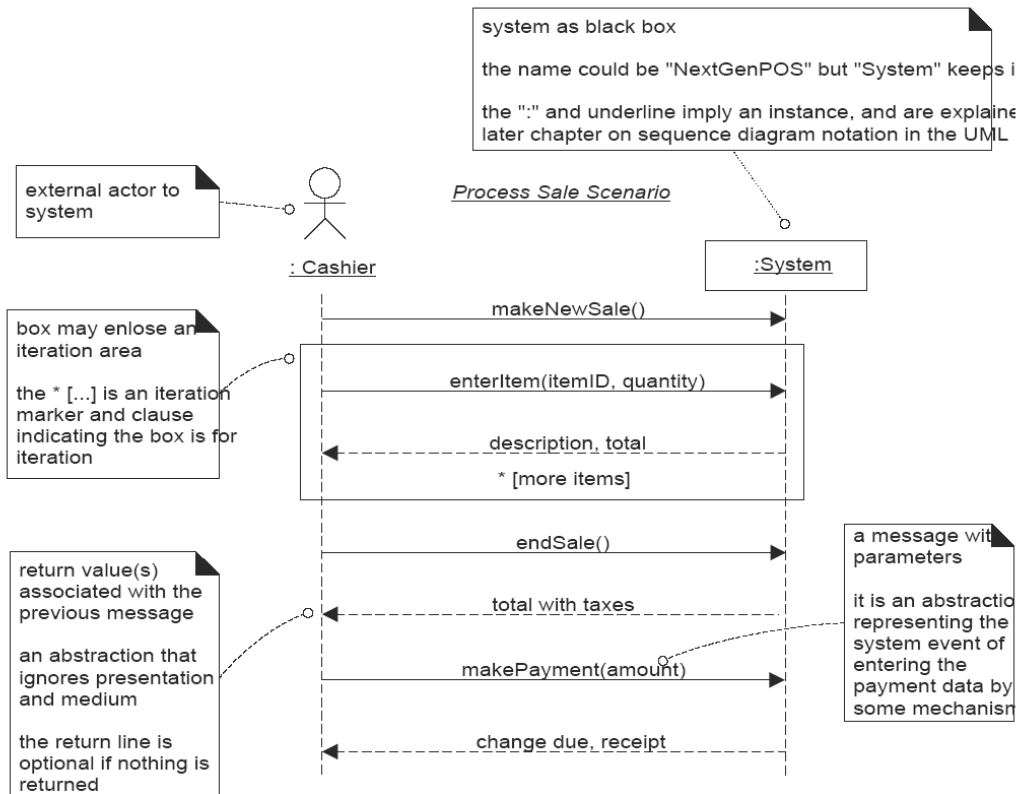 system as black box
the name could be "NextGenPOS" but "System" keeps
the ":" and underline imply an instance, and are
later chapter on sequence diagram notation in the UML
external actor to
system
Process Sale Scenario
: Cashier
:System
makeNewSale()
box may enlose an
iteration area
the * [...] is an iteration
marker and clause
indicating the box is for
iteration
enterItem(itemID, quantity)
description, total
* [more items]
endSale()
return value(s)
associated with the
previous message
an abstraction that
ignores presentation
and medium
the return line is
optional if nothing is
returned
total with taxes
makePayment(amount)
a message with
parameters
it is an
representing the
system event of
entering the
payment data by
some mechanism
change due, receipt